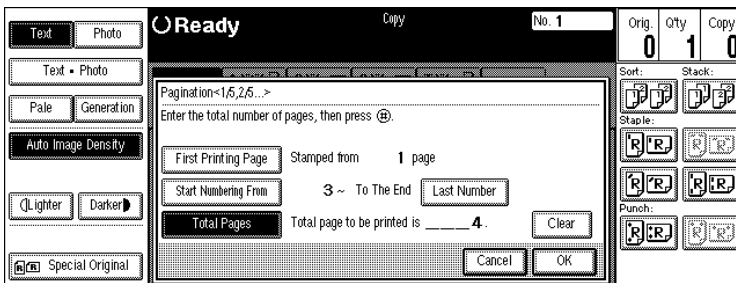 Text Photo
Text • Photo
Pale Generation
Auto Image Density
Lighter Darker
Special Original
Ready
Copy
No. 1
Orig. Q'ty Copy
0 1 0
Pagination<1/5,2/5...>
Enter the total number of pages, then press #.
First Printing Page Stamped from 1 page
Start Numbering From 3 ~ To The End Last Number
Total Pages Total page to be printed is _____4. Clear
Cancel OK
Sort: Stack:
Staple:
Punch: